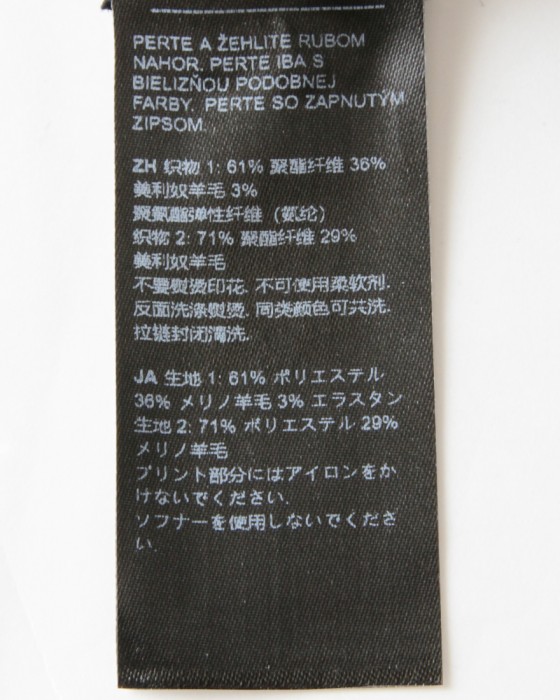 PERTE A ŽEHLITE RUBOM
NAHOR. PERTE IBA S
BIELIZŇOU PODOBNEJ
FARBY. PERTE SO ZAPNUTÝM
ZIPSOM.
ZH 织物 1: 61% 聚酯纤维 36%
美利奴羊毛 3%
聚氨酯弹性纤维（氨纶）
织物 2: 71% 聚酯纤维 29%
美利奴羊毛
不要熨烫印花. 不可使用柔软剂.
反面洗涤熨烫. 同类颜色可共洗.
拉链封闭清洗.
JA 生地 1: 61% ポリエステル
36% メリノ羊毛 3% エラスタン
生地 2: 71% ポリエステル 29%
メリノ羊毛
プリント部分にはアイロンをか
けないでください.
ソフナーを使用しないでくださ
い.